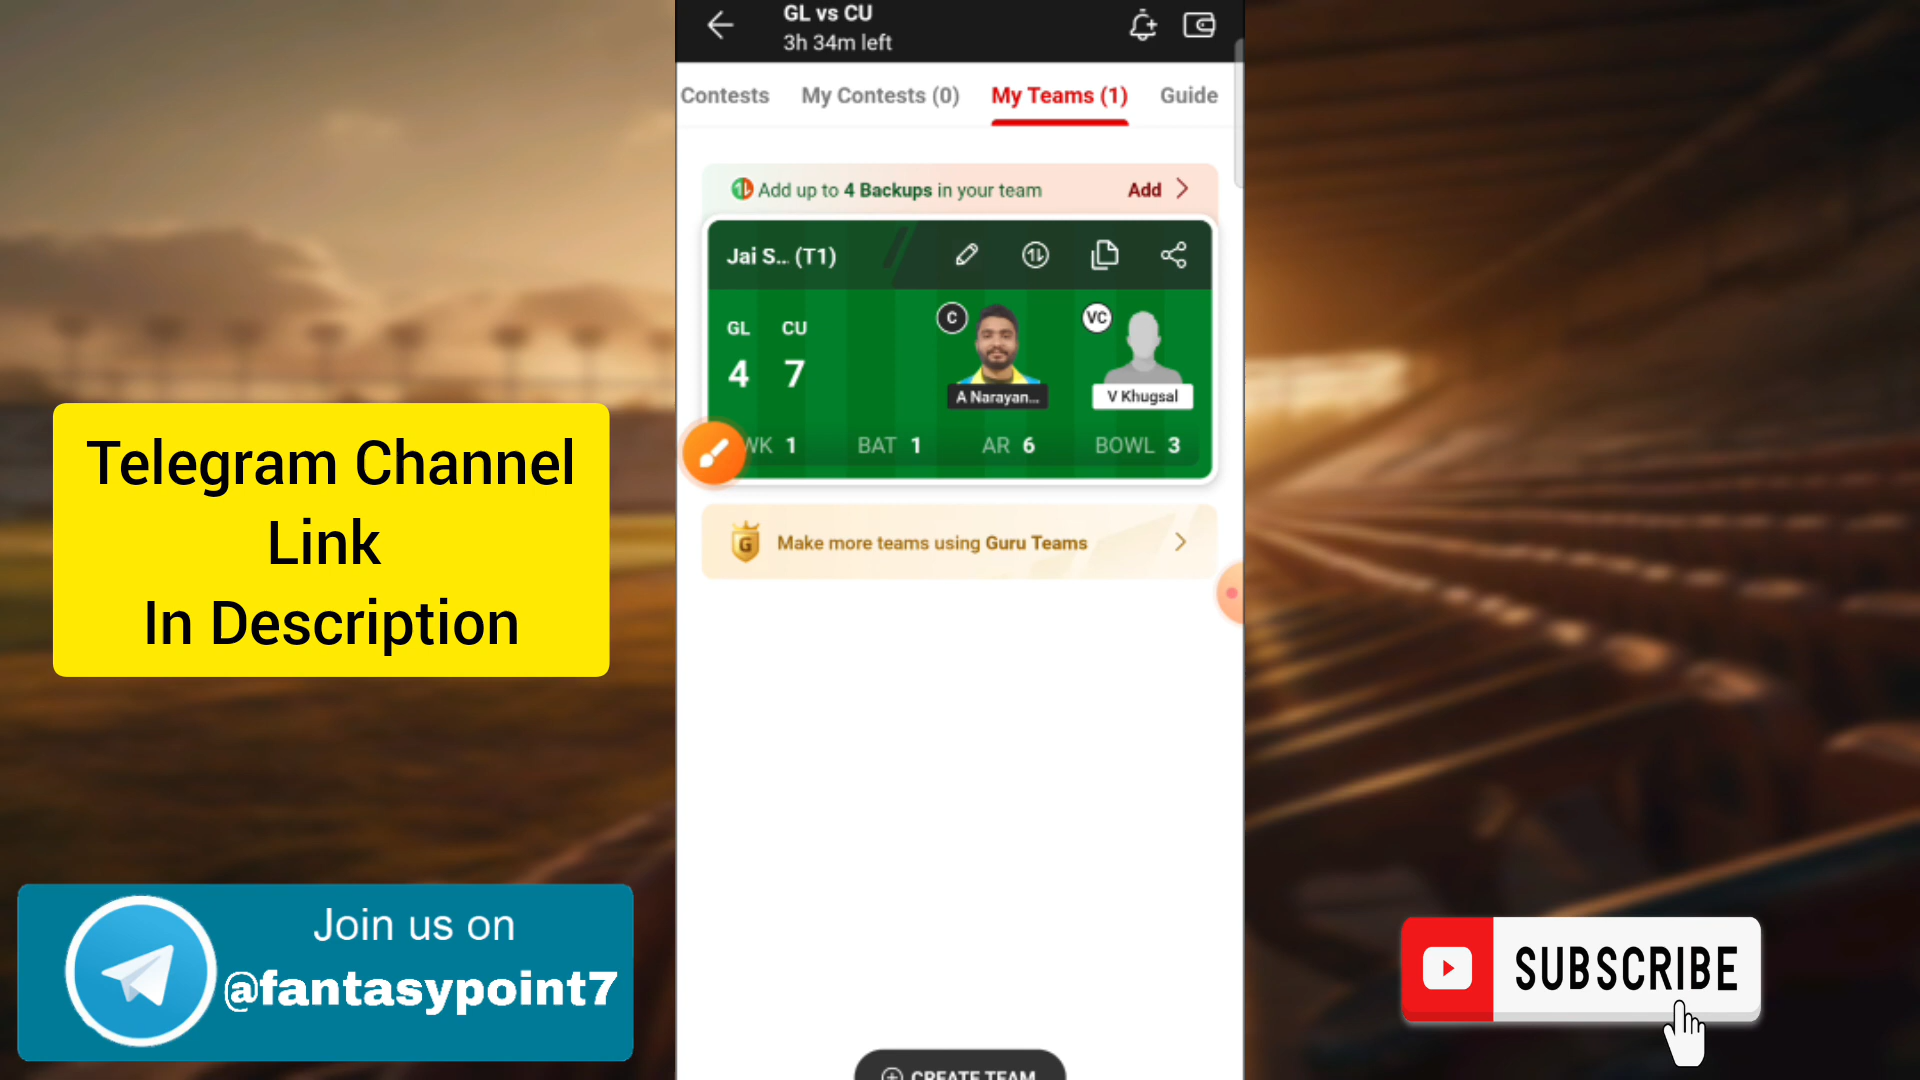 GL vs CU
3h 34m left
Contests
My Contests (0)
My Teams (1)
Guide
Add up to 4 Backups in your team
Add
Jai S... (T1)
GL
CU
4
7
C
VC
A Narayan...
V Khugsal
WK 1
BAT 1
AR 6
BOWL 3
G
Make more teams using Guru Teams
CREATE TEAM
Telegram Channel
Link
In Description
Join us on
@fantasypoint7
SUBSCRIBE